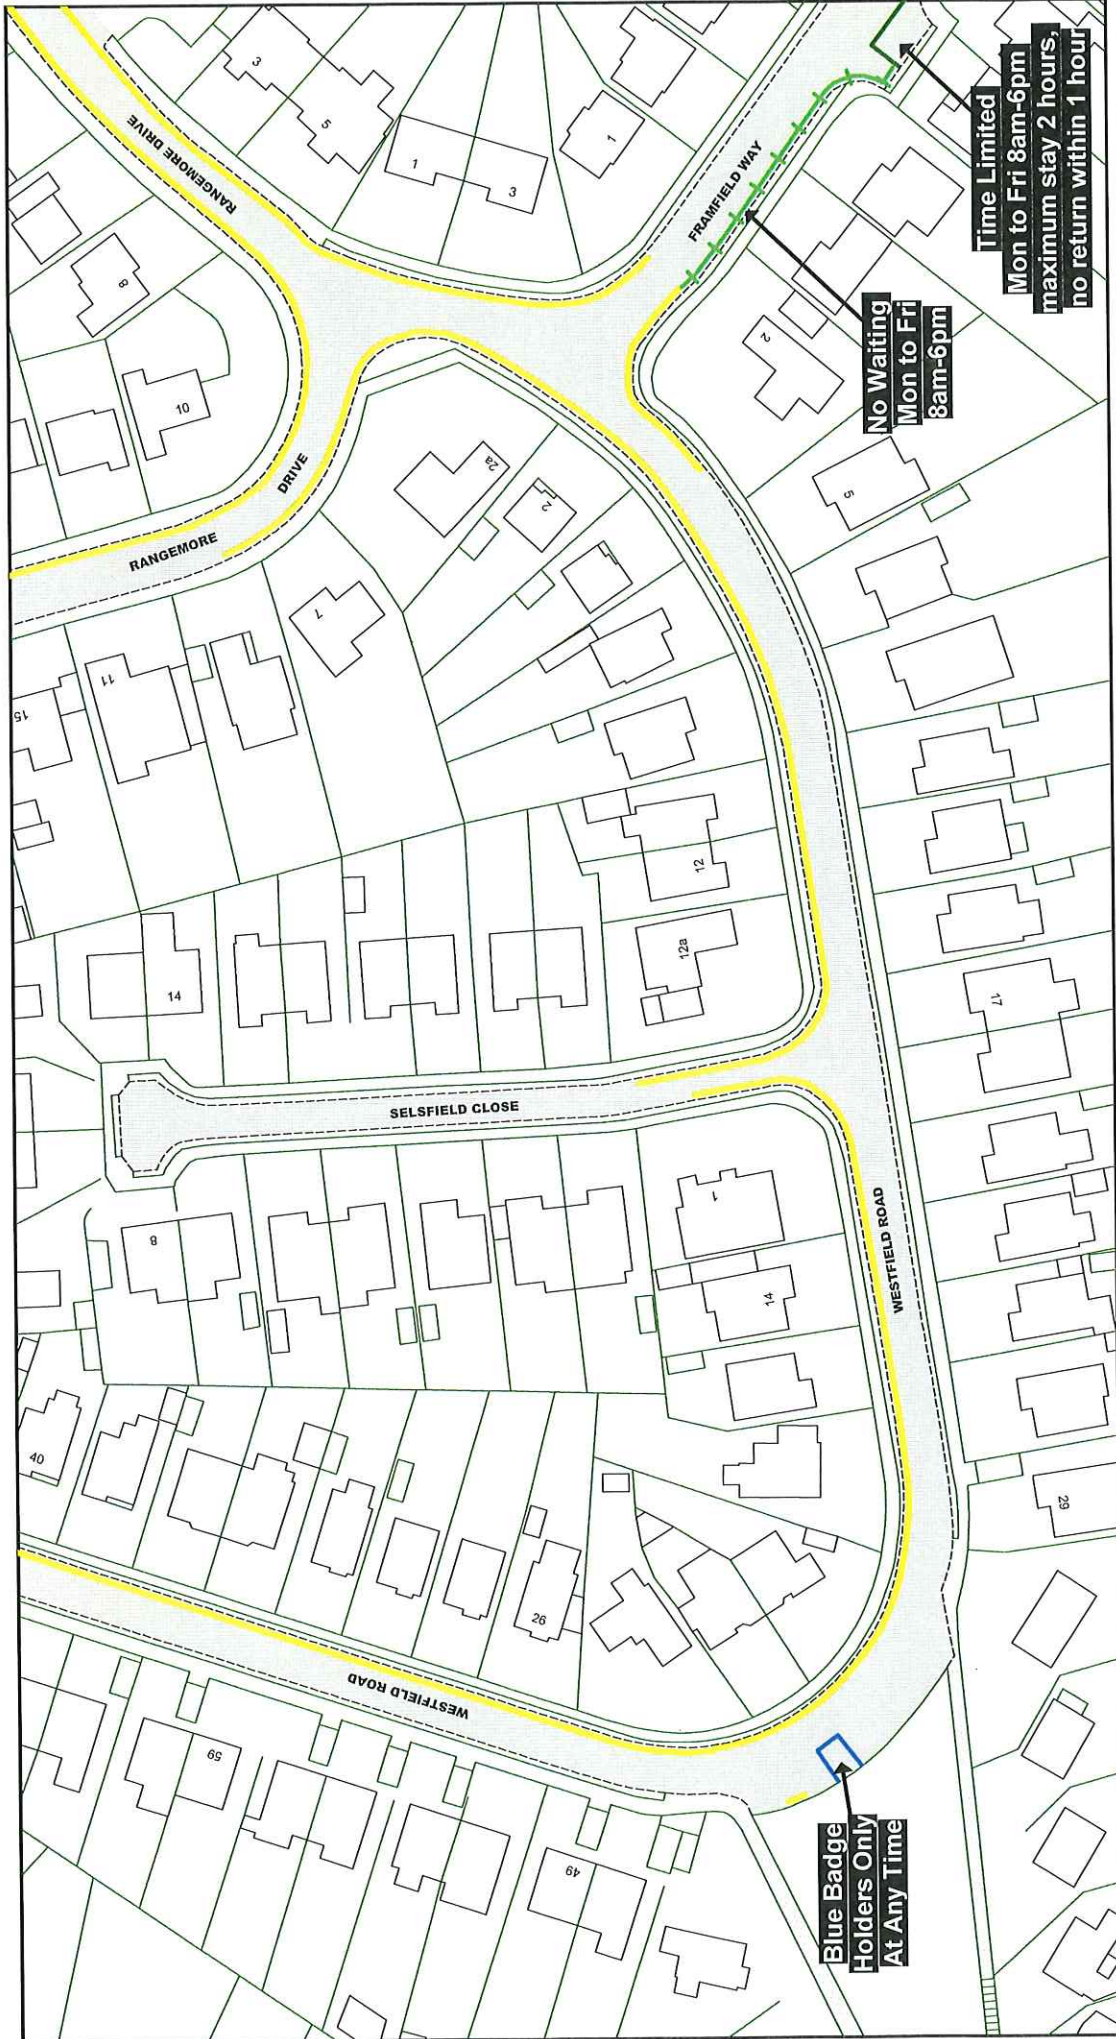 RANGEMORE DRIVE
3
5
1
3
1
FRAMFIELD WAY
Time Limited
Mon to Fri 8am-6pm
maximum stay 2 hours,
no return within 1 hour
No Waiting
Mon to Fri
8am-6pm
8
10
DRIVE
RANGEMORE
2a
2
2
5
7
11
15
12
12a
14
17
SELSFIELD CLOSE
8
1
14
WESTFIELD ROAD
40
26
29
WESTFIELD ROAD
59
49
Blue Badge
Holders Only
At Any Time